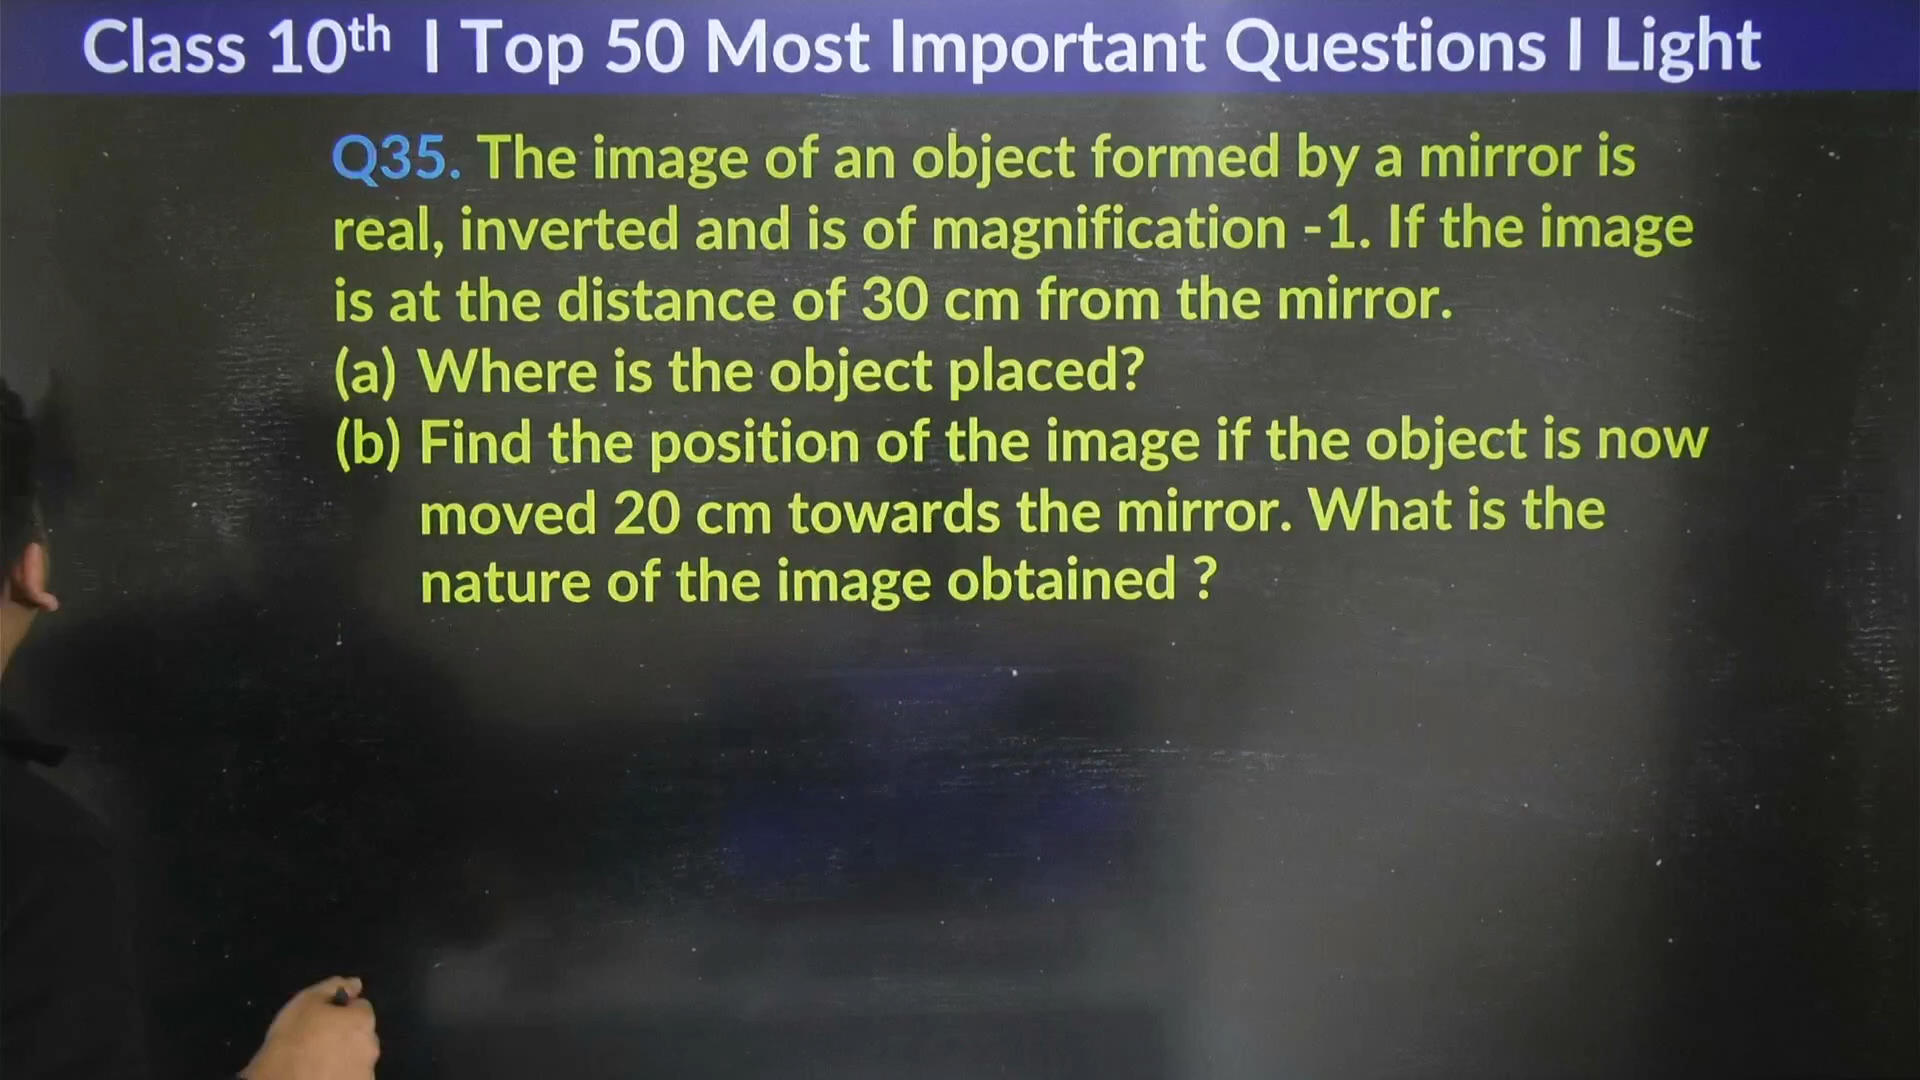 Class 10th I Top 50 Most Important Questions I Light
Q35. The image of an object formed by a mirror is
real, inverted and is of magnification -1. If the image
is at the distance of 30 cm from the mirror.
(a) Where is the object placed?
(b) Find the position of the image if the object is now
moved 20 cm towards the mirror. What is the
nature of the image obtained ?